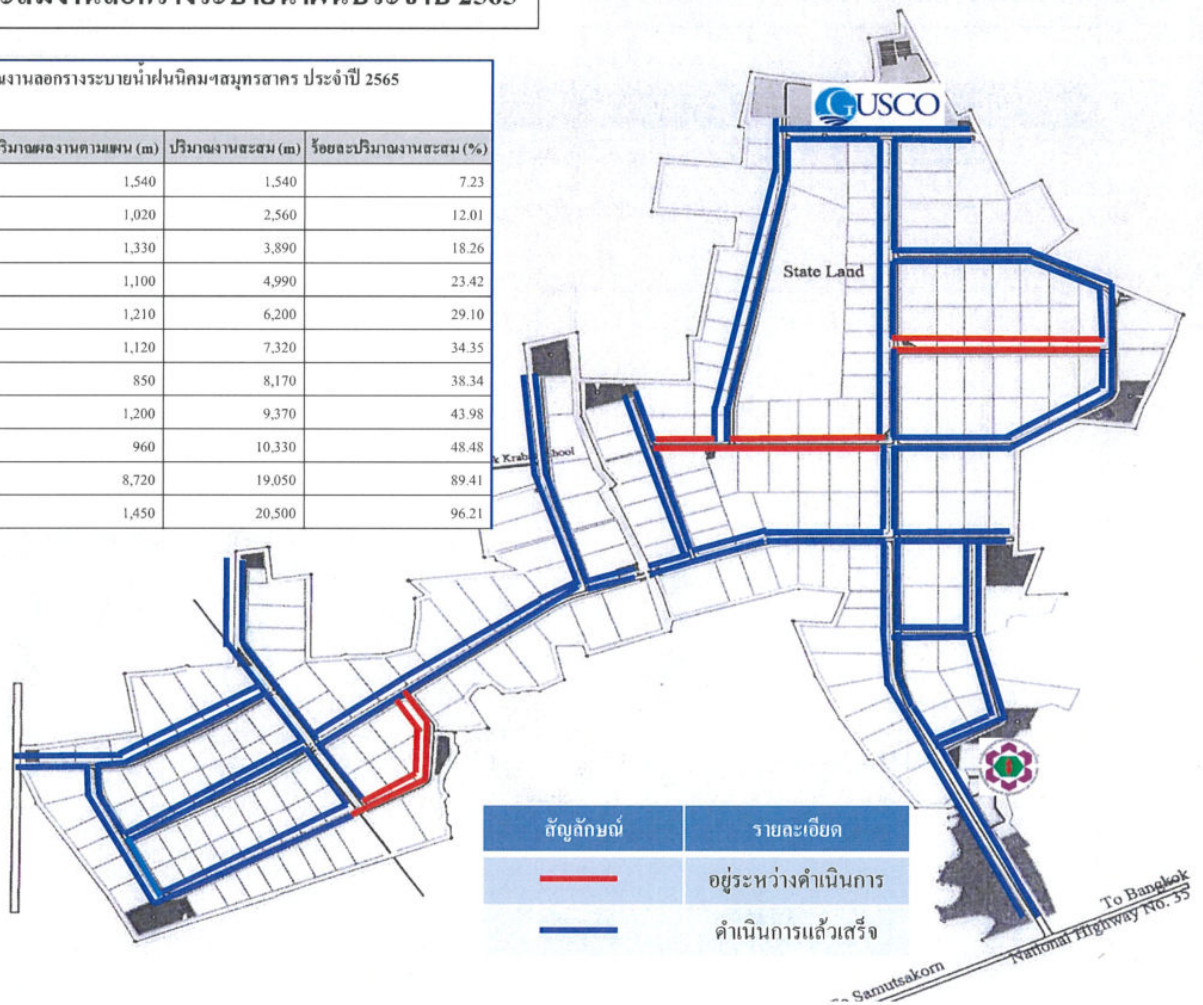 ประจำปี 2565
งานลอกรางระบายน้ำฝนนิคมฯสมุทรสาคร ประจำปี 2565
ปริมาณผลงานตามแผน (m) ปริมาณงานสะสม (m) ร้อยละปริมาณงานสะสม (%)
1,540 1,540 7.23
1,020 2,560 12.01
1,330 3,890 18.26
1,100 4,990 23.42
1,210 6,200 29.10
1,120 7,320 34.35
850 8,170 38.34
1,200 9,370 43.98
960 10,330 48.48
8,720 19,050 89.41
1,450 20,500 96.21
GUSCO
State Land
สัญลักษณ์ รายละเอียด
อยู่ระหว่างดำเนินการ
ดำเนินการแล้วเสร็จ
To Bangkok
National Highway No. 35
Samutsakorn